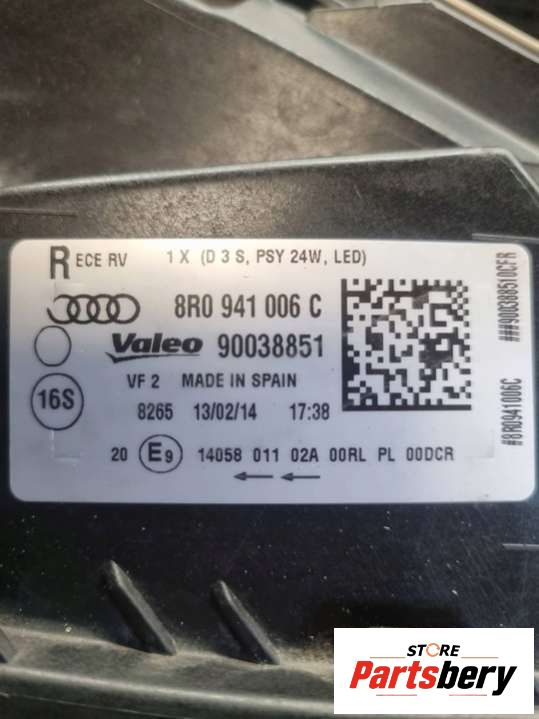 R ECE RV 1 X (D 3 S, PSY 24W, LED)
8R0 941 006 C
Valeo 90038851
VF 2 MADE IN SPAIN
16S
8265 13/02/14 17:38
20 E9 14058 011 02A 00RL PL 00DCR
#8R0941006C ###900388510CFR
STORE
Partsbery